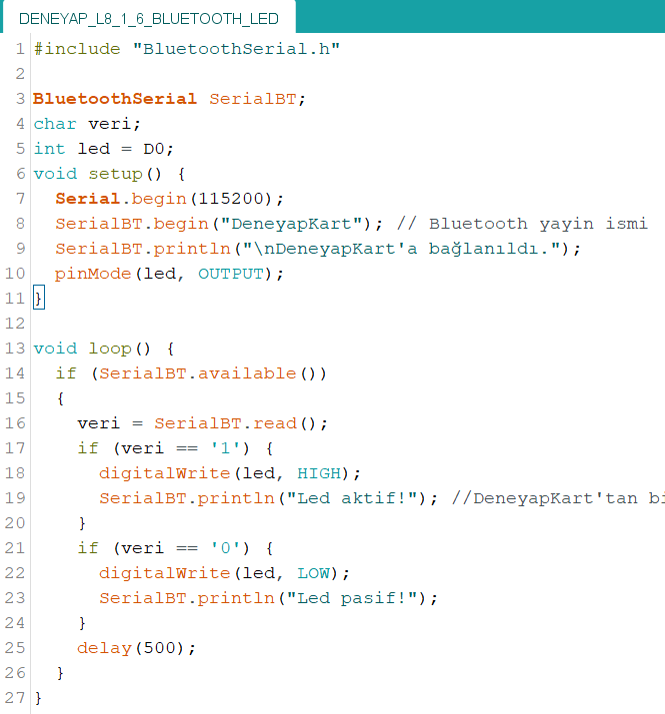 DENEYAP_L8_1_6_BLUETOOTH_LED
1 #include "BluetoothSerial.h"
2
3 BluetoothSerial SerialBT;
4 char veri;
5 int led = D0;
6 void setup() {
7   Serial.begin(115200);
8   SerialBT.begin("DeneyapKart"); // Bluetooth yayin ismi
9   SerialBT.println("\nDeneyapKart'a bağlanıldı.");
10   pinMode(led, OUTPUT);
11 }
12
13 void loop() {
14   if (SerialBT.available())
15   {
16     veri = SerialBT.read();
17     if (veri == '1') {
18       digitalWrite(led, HIGH);
19       SerialBT.println("Led aktif!"); //DeneyapKart'tan bi
20     }
21     if (veri == '0') {
22       digitalWrite(led, LOW);
23       SerialBT.println("Led pasif!");
24     }
25     delay(500);
26   }
27 }